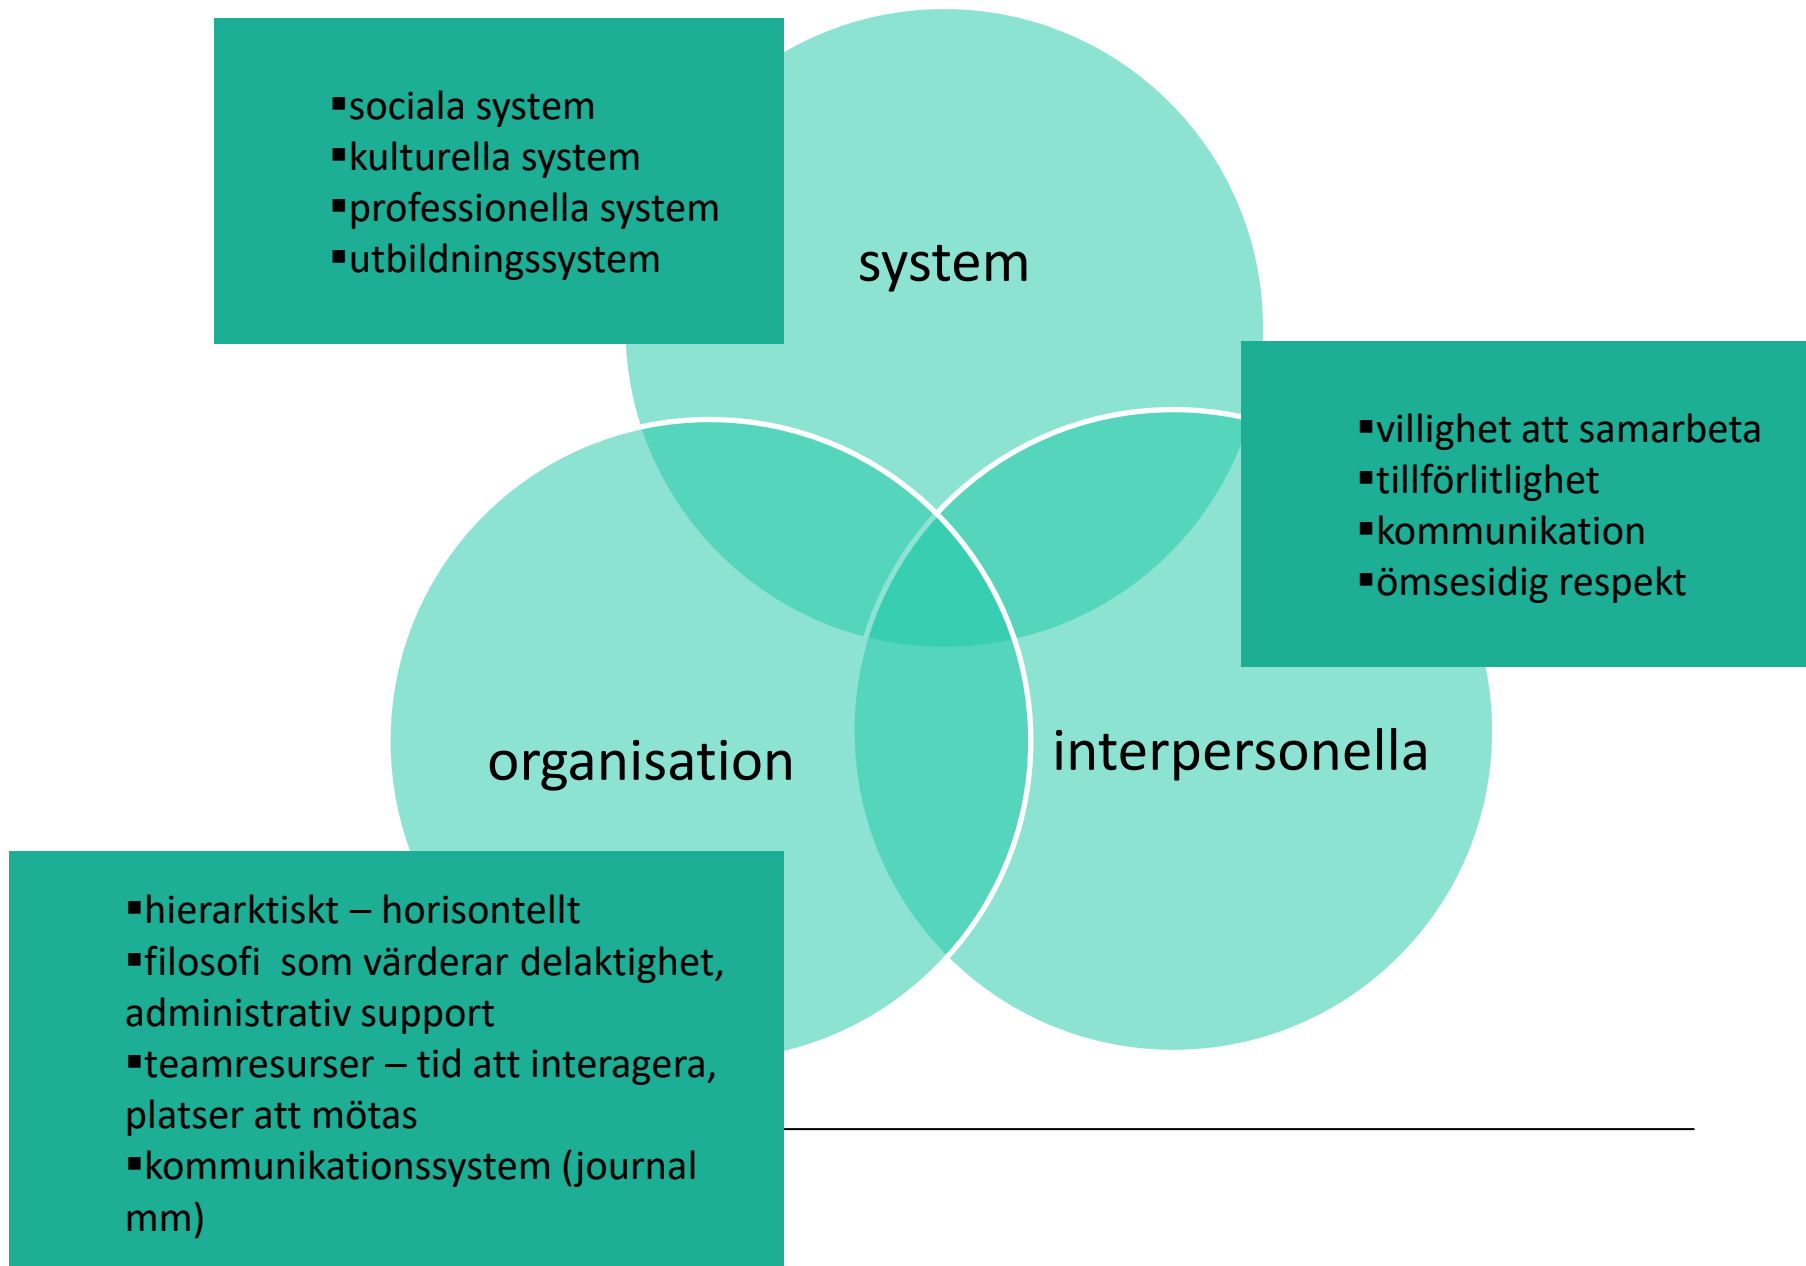 ▪sociala system
▪kulturella system
▪professionella system
▪utbildningssystem
system
▪villighet att samarbeta
▪tillförlitlighet
▪kommunikation
▪ömsesidig respekt
organisation
interpersonella
▪hierarktiskt – horisontellt
▪filosofi  som värderar delaktighet,
administrativ support
▪teamresurser – tid att interagera,
platser att mötas
▪kommunikationssystem (journal
mm)